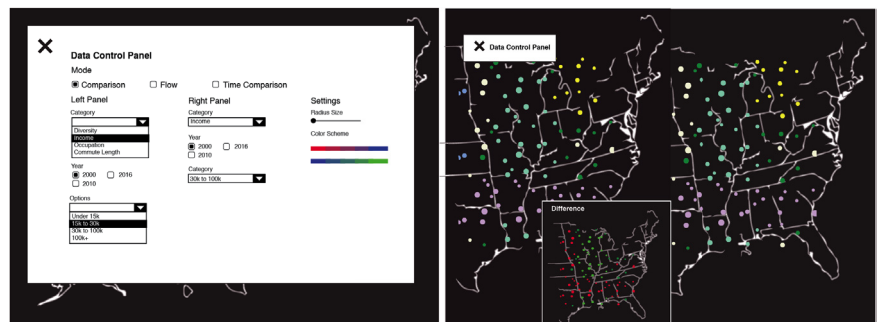 Data Control Panel
Mode
Comparison Flow Time Comparison
Left Panel
Category
Diversity
Income
Occupation
Commute Length
Year
2000 2016
2010
Options
Under 15k
15k to 30k
30k to 100k
100k+
Right Panel
Category
Income
Year
2000 2016
2010
Category
30k to 100k
Settings
Radius Size
Color Scheme
Data Control Panel
Difference